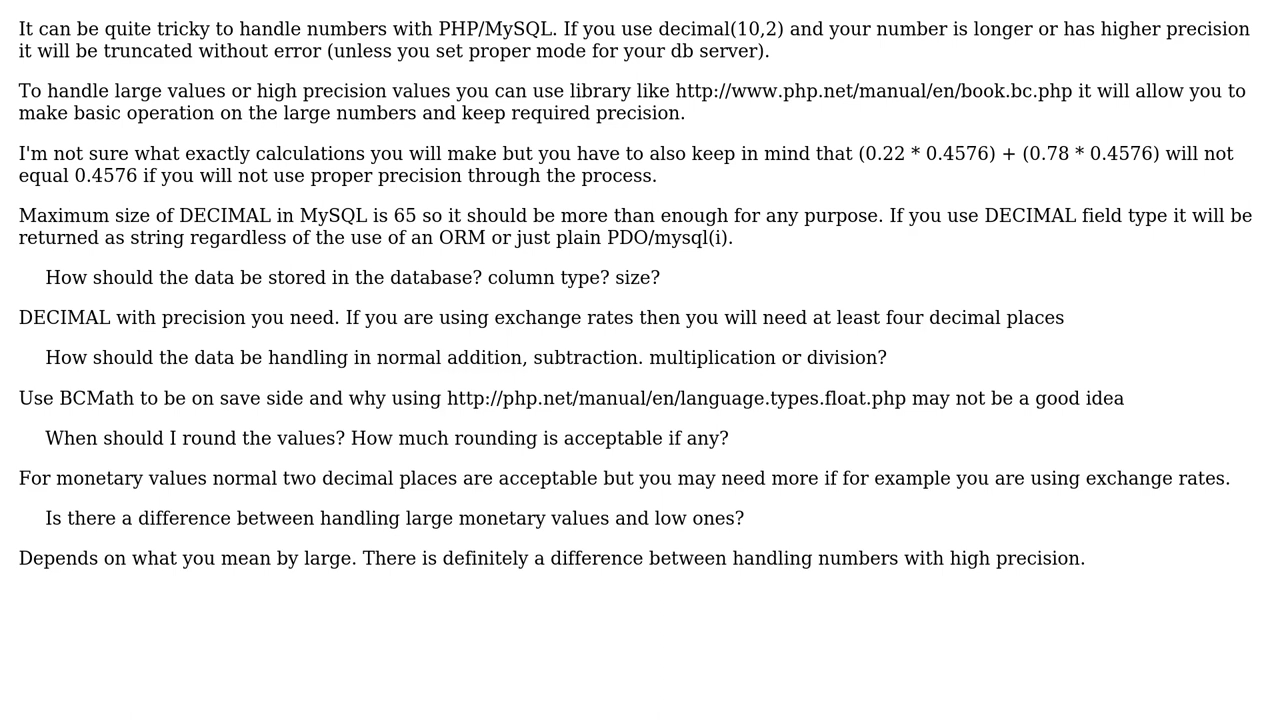 It can be quite tricky to handle numbers with PHP/MySQL. If you use decimal(10,2) and your number is longer or has higher precision
it will be truncated without error (unless you set proper mode for your db server).
To handle large values or high precision values you can use library like http://www.php.net/manual/en/book.bc.php it will allow you to
make basic operation on the large numbers and keep required precision.
I'm not sure what exactly calculations you will make but you have to also keep in mind that (0.22 * 0.4576) + (0.78 * 0.4576) will not
equal 0.4576 if you will not use proper precision through the process.
Maximum size of DECIMAL in MySQL is 65 so it should be more than enough for any purpose. If you use DECIMAL field type it will be
returned as string regardless of the use of an ORM or just plain PDO/mysql(i).
How should the data be stored in the database? column type? size?
DECIMAL with precision you need. If you are using exchange rates then you will need at least four decimal places
How should the data be handling in normal addition, subtraction. multiplication or division?
Use BCMath to be on save side and why using http://php.net/manual/en/language.types.float.php may not be a good idea
When should I round the values? How much rounding is acceptable if any?
For monetary values normal two decimal places are acceptable but you may need more if for example you are using exchange rates.
Is there a difference between handling large monetary values and low ones?
Depends on what you mean by large. There is definitely a difference between handling numbers with high precision.